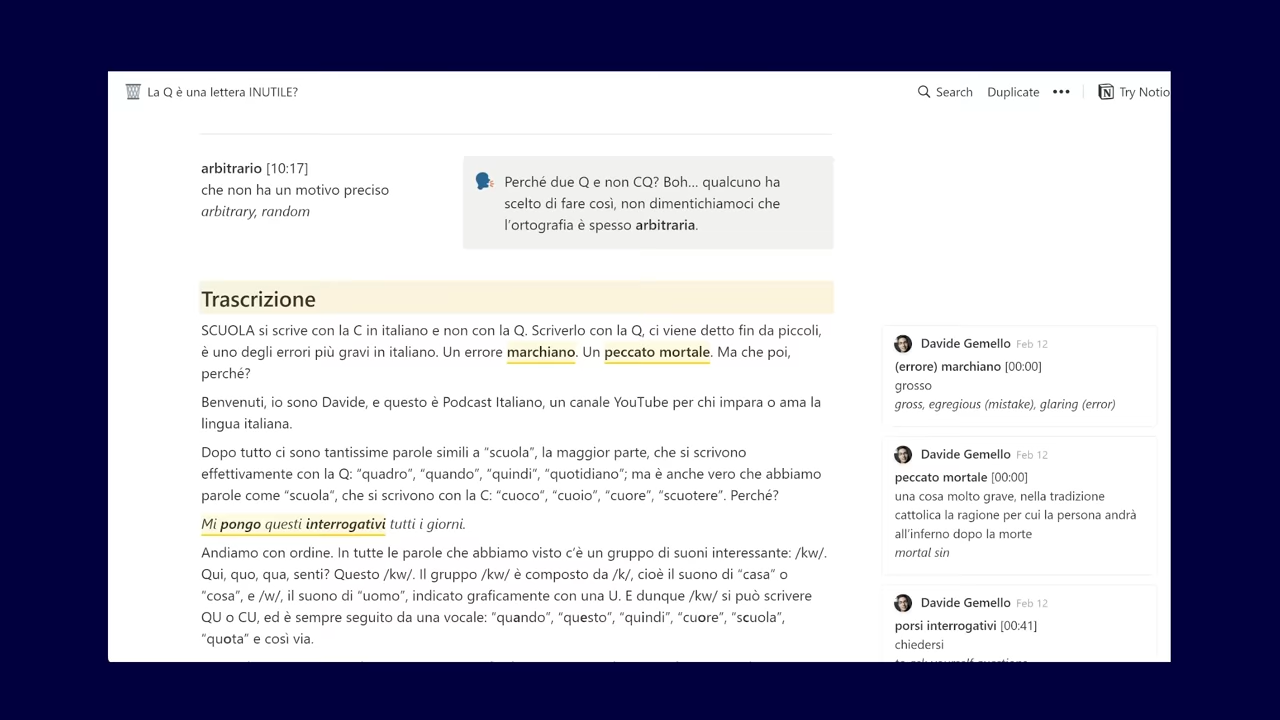 La Q è una lettera INUTILE?
Search Duplicate ••• Try Notio
arbitrario [10:17]
che non ha un motivo preciso
arbitrary, random
Perché due Q e non CQ? Boh... qualcuno ha
scelto di fare così, non dimentichiamoci che
l'ortografia è spesso arbitraria.
Trascrizione
SCUOLA si scrive con la C in italiano e non con la Q. Scriverlo con la Q, ci viene detto fin da piccoli,
è uno degli errori più gravi in italiano. Un errore marchiano. Un peccato mortale. Ma che poi,
perché?
Benvenuti, io sono Davide, e questo è Podcast Italiano, un canale YouTube per chi impara o ama la
lingua italiana.
Dopo tutto ci sono tantissime parole simili a “scuola”, la maggior parte, che si scrivono
effettivamente con la Q: “quadro”, “quando”, “quindi”, “quotidiano”; ma è anche vero che abbiamo
parole come “scuola”, che si scrivono con la C: “cuoco”, “cuoio”, “cuore”, “scuotere”. Perché?
Mi pongo questi interrogativi tutti i giorni.
Andiamo con ordine. In tutte le parole che abbiamo visto c'è un gruppo di suoni interessante: /kw/.
Qui, quo, qua, senti? Questo /kw/. Il gruppo /kw/ è composto da /k/, cioè il suono di “casa” o
“cosa”, e /w/, il suono di “uomo”, indicato graficamente con una U. E dunque /kw/ si può scrivere
QU o CU, ed è sempre seguito da una vocale: “quando”, “questo”, “quindi”, “cuore”, “scuola”,
“quota” e così via.
Davide Gemello Feb 12
(errore) marchiano [00:00]
grosso
gross, egregious (mistake), glaring (error)
Davide Gemello Feb 12
peccato mortale [00:00]
una cosa molto grave, nella tradizione
cattolica la ragione per cui la persona andrà
all'inferno dopo la morte
mortal sin
Davide Gemello Feb 12
porsi interrogativi [00:41]
chiedersi
to ask yourself questions